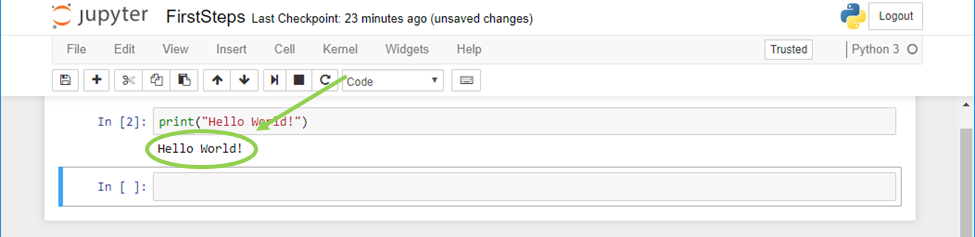 jupyter FirstSteps Last Checkpoint: 23 minutes ago (unsaved changes) Logout
File Edit View Insert Cell Kernel Widgets Help Trusted Python 3
Code
In [2]: print("Hello World!")
Hello World!
In [ ]: